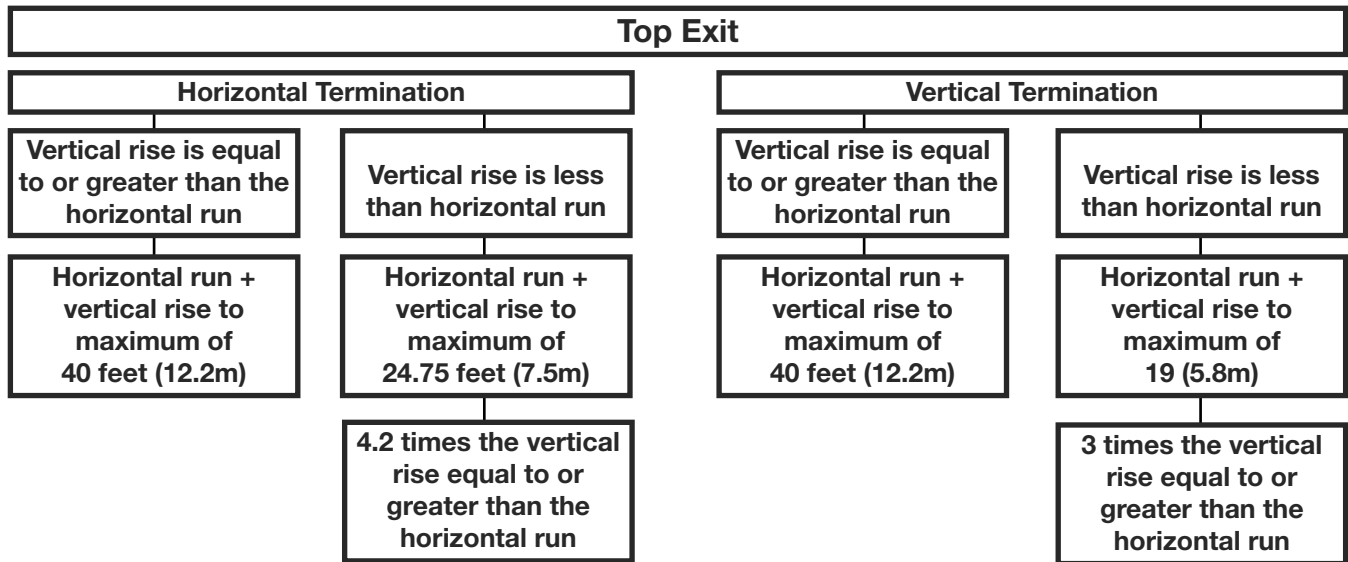 Top Exit
Horizontal Termination
Vertical rise is equal
to or greater than the
horizontal run
Horizontal run +
vertical rise to
maximum of
40 feet (12.2m)
Vertical rise is less
than horizontal run
Horizontal run +
vertical rise to
maximum of
24.75 feet (7.5m)
4.2 times the vertical
rise equal to or
greater than the
horizontal run
Vertical Termination
Vertical rise is equal
to or greater than the
horizontal run
Horizontal run +
vertical rise to
maximum of
40 feet (12.2m)
Vertical rise is less
than horizontal run
Horizontal run +
vertical rise to
maximum of
19 (5.8m)
3 times the vertical
rise equal to or
greater than the
horizontal run